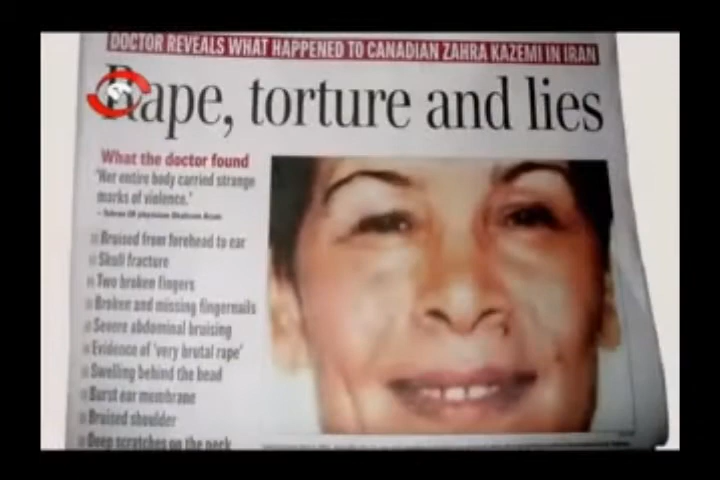 DOCTOR REVEALS WHAT HAPPENED TO CANADIAN ZAHRA KAZEMI IN IRAN
Rape, torture and lies
What the doctor found
'Her entire body carried strange
marks of violence.'
Bruised from forehead to ear
Skull fracture
Two broken fingers
Broken and missing fingernails
Severe abdominal bruising
Evidence of 'very brutal rape'
Swelling behind the head
Burst ear membrane
Bruised shoulder
Deep scratches on the neck